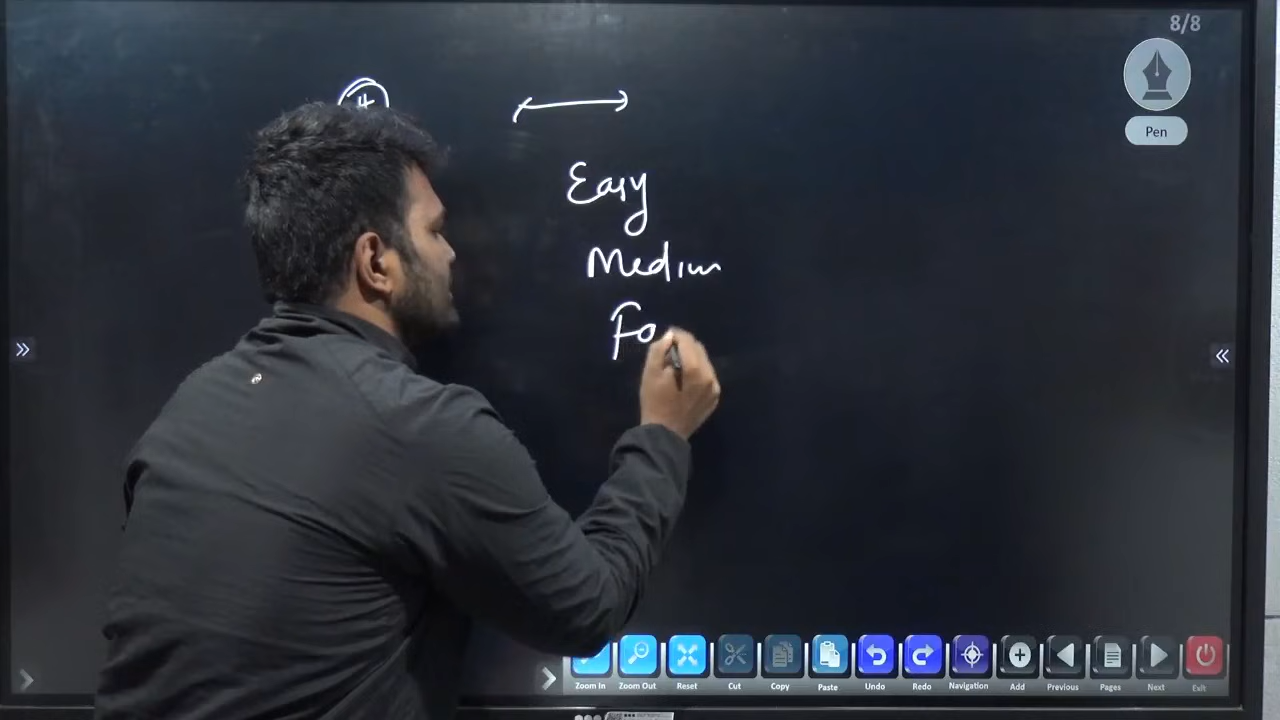 8/8
Pen
Easy
Medium
Fo
Zoom In Zoom Out Reset Cut Copy Paste Undo Redo Navigation Add Previous Pages Next Exit